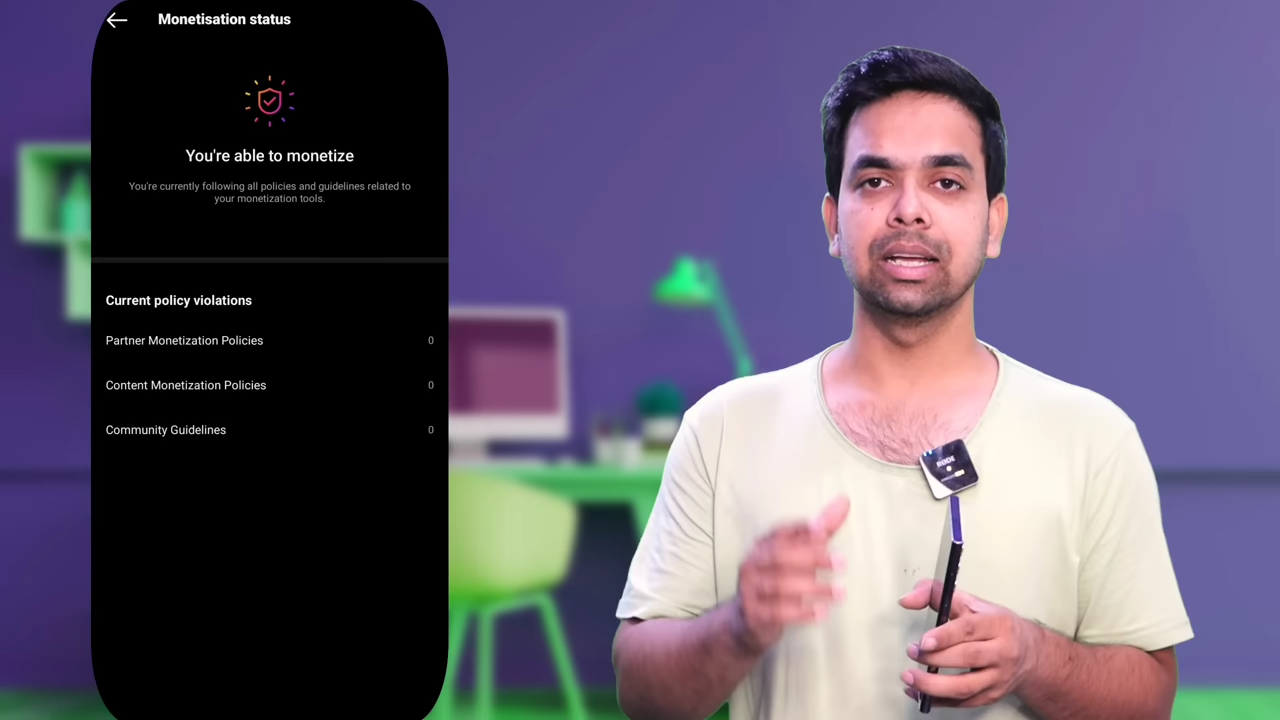 Monetisation status
You're able to monetize
You're currently following all policies and guidelines related to
your monetization tools.
Current policy violations
Partner Monetization Policies 0
Content Monetization Policies 0
Community Guidelines 0
RØDE